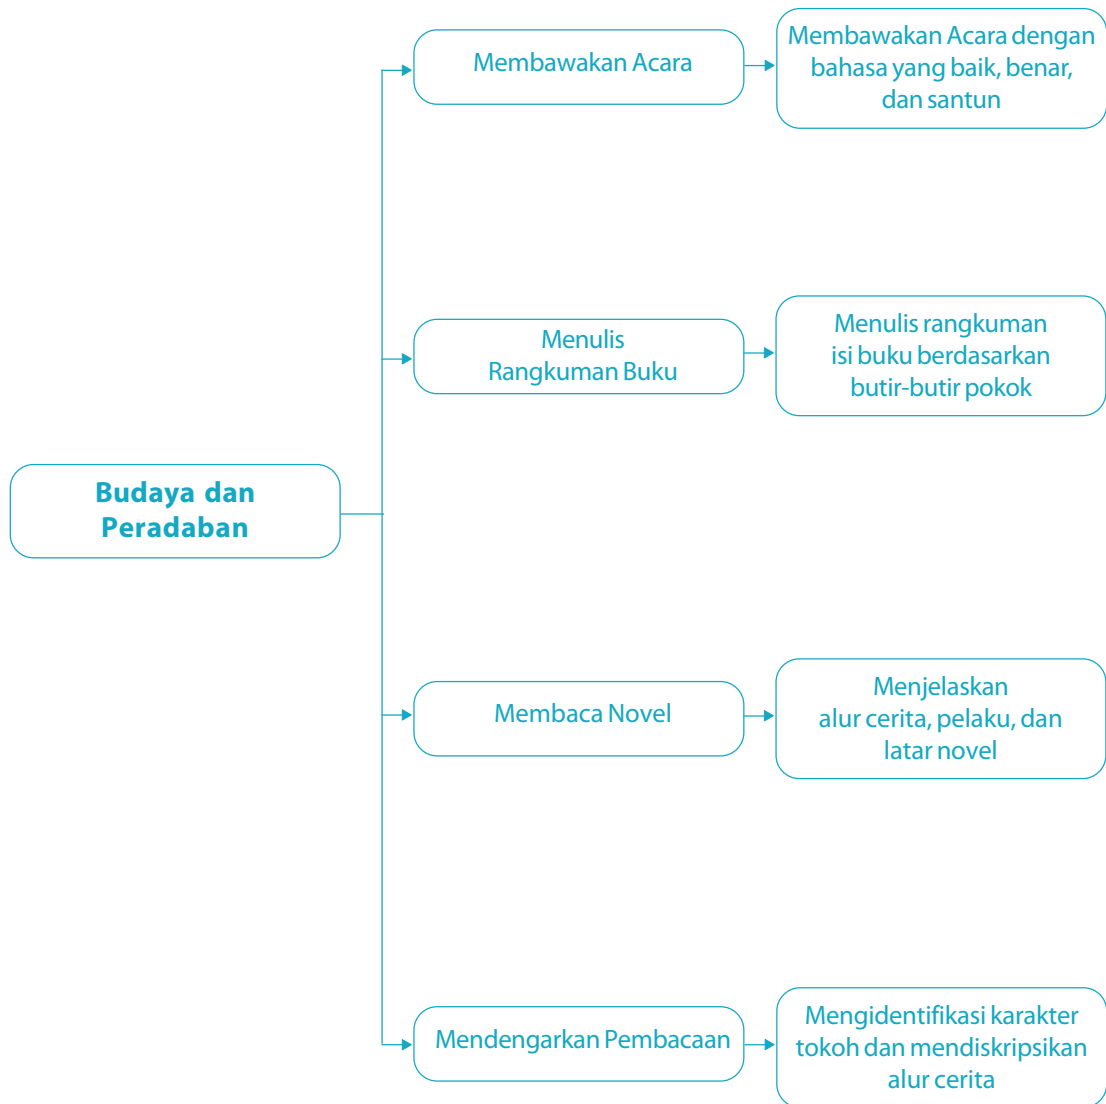 Membawakan Acara
Membawakan Acara dengan
bahasa yang baik, benar,
dan santun
Menulis
Rangkuman Buku
Menulis rangkuman
isi buku berdasarkan
butir-butir pokok
Budaya dan
Peradaban
Membaca Novel
Menjelaskan
alur cerita, pelaku, dan
latar novel
Mendengarkan Pembacaan
Mengidentifikasi karakter
tokoh dan mendiskripsikan
alur cerita